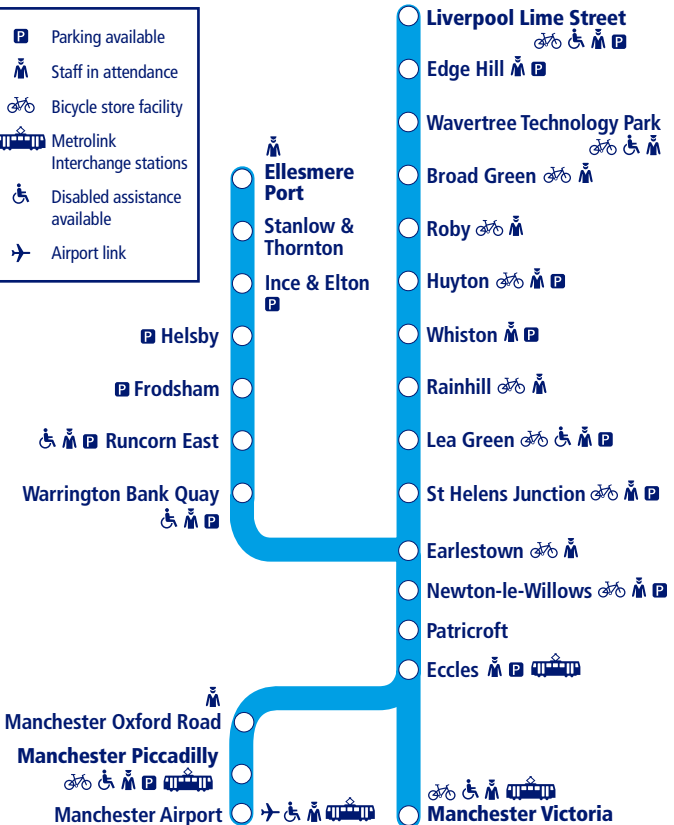 P Parking available
Staff in attendance
Bicycle store facility
Metrolink
Interchange stations
Disabled assistance
available
Airport link
Ellesmere
Port
Stanlow &
Thornton
Ince & Elton
P
P Helsby
P Frodsham
P Runcorn East
Warrington Bank Quay
P
Liverpool Lime Street
P
Edge Hill P
Wavertree Technology Park
Broad Green
Roby
Huyton P
Whiston P
Rainhill
Lea Green P
St Helens Junction P
Earlestown
Newton-le-Willows P
Patricroft
Eccles P
Manchester Oxford Road
Manchester Piccadilly
P
Manchester Airport
Manchester Victoria